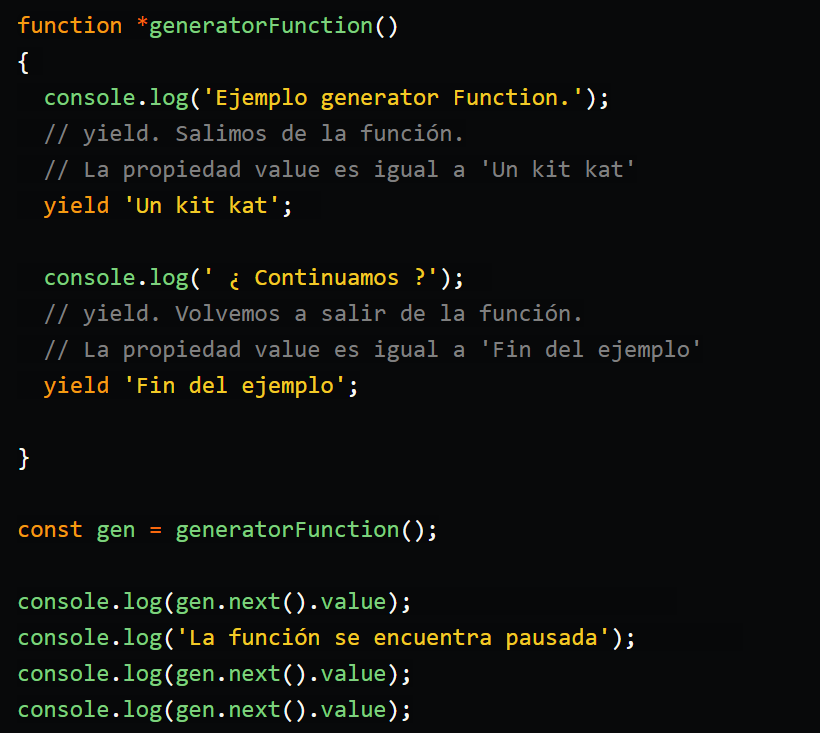 function *generatorFunction()
{
  console.log('Ejemplo generator Function.');
  // yield. Salimos de la función.
  // La propiedad value es igual a 'Un kit kat'
  yield 'Un kit kat';

  console.log(' ¿ Continuamos ?');
  // yield. Volvemos a salir de la función.
  // La propiedad value es igual a 'Fin del ejemplo'
  yield 'Fin del ejemplo';

}

const gen = generatorFunction();

console.log(gen.next().value);
console.log('La función se encuentra pausada');
console.log(gen.next().value);
console.log(gen.next().value);